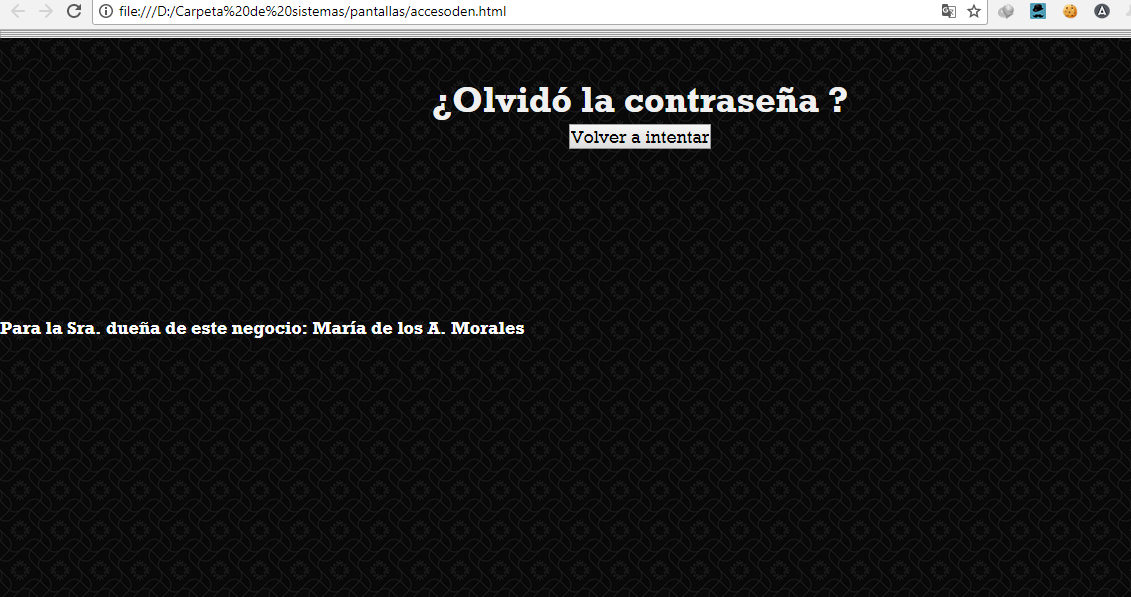 file:///D:/Carpeta%20de%20sistemas/pantallas/accesoden.html
¿Olvidó la contraseña ?
Volver a intentar
Para la Sra. dueña de este negocio: María de los A. Morales